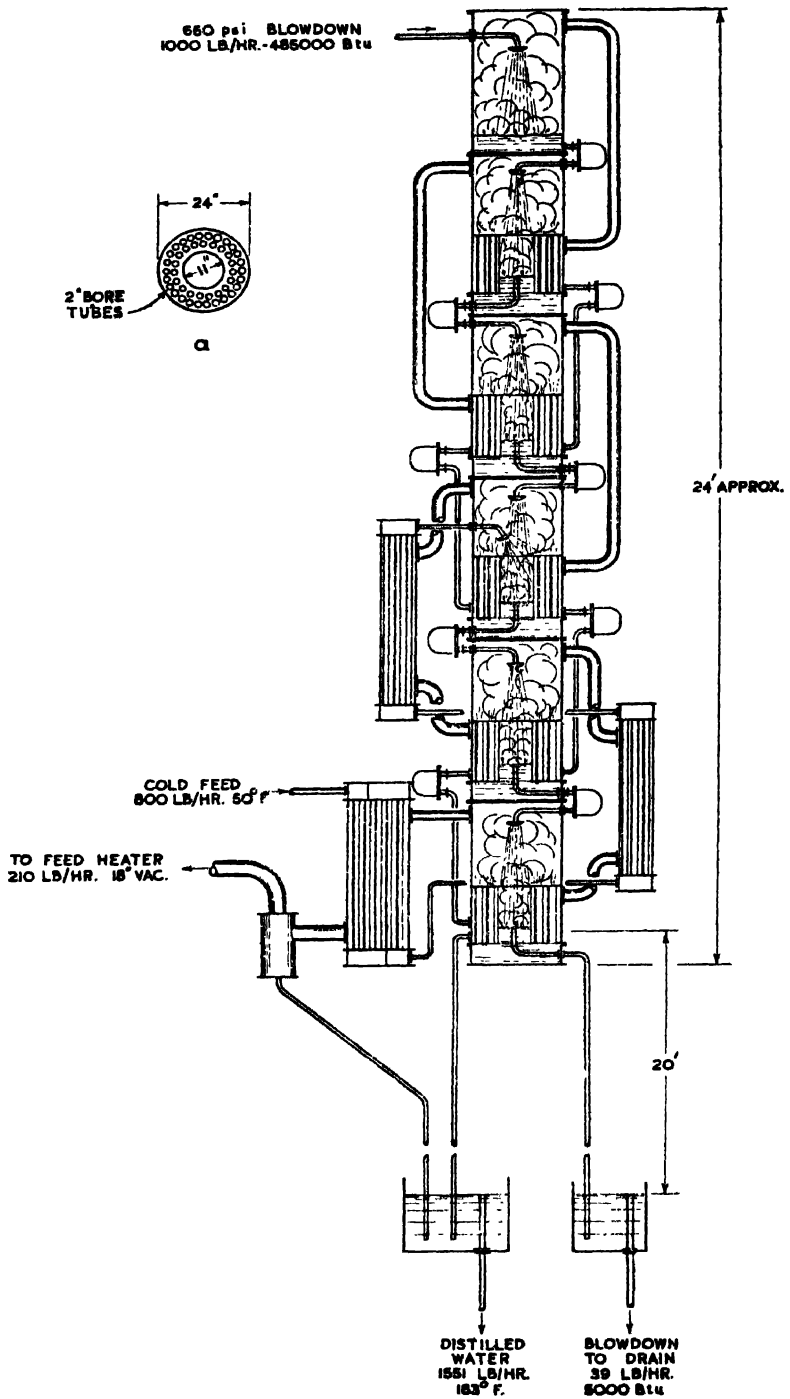 660 psi BLOWDOWN
1000 LB/HR.-485000 Btu
24"
11"
2" BORE
TUBES
a
24' APPROX.
COLD FEED
800 LB/HR. 50° F
TO FEED HEATER
210 LB/HR. 18" VAC.
20'
DISTILLED
WATER
1551 LB/HR.
163° F.
BLOWDOWN
TO DRAIN
39 LB/HR.
5000 Btu